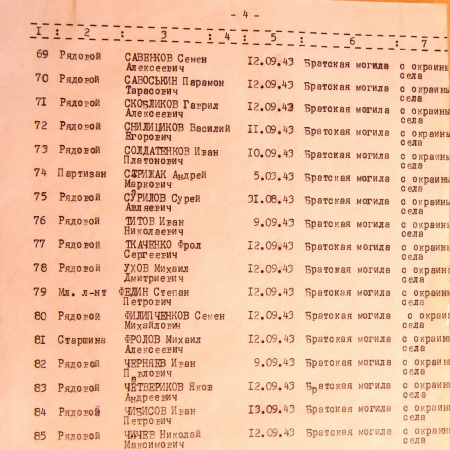 - 4 -
I : 2 : 3 : 4 : 5 : 6 : 7
69 Рядовой САВЕНКОВ Семен 12.09.43 Братская могила с окраины
Алексеевич села
70 Рядовой САВОСЬКИН Парамон 12.09.43 Братская могила с окраины
Тарасович села
71 Рядовой СКОБЛИКОВ Гаврил 12.09.43 Братская могила с окраины
Алексеевич села
72 Рядовой СНИЛЩИКОВ Василий 11.09.43 Братская могила с окраины
Егорович села
73 Рядовой СОЛДАТЕНКОВ Иван 10.09.43 Братская могила с окраины
Платонович села
74 Партизан СТРИЖАК Андрей 5.03.43 Братская могила с окраины
Маркович села
75 Рядовой СУРИЛОВ Сурей 31.08.43 Братская могила с окраины
Авляевич села
76 Рядовой ТИТОВ Иван 9.09.43 Братская могила с окраины
Николаевич села
77 Рядовой ТКАЧЕНКО Фрол 12.09.43 Братская могила с окраины
Сергеевич села
78 Рядовой УХОВ Михаил 12.09.43 Братская могила с окраины
Дмитриевич села
79 Мл. л-нт ФЕЛИН Степан 12.09.43 Братская могила с окраины
Петрович села
80 Рядовой ФИЛИПЧЕНКОВ Семен 12.09.43 Братская могила с окраины
Михайлович села
81 Старшина ФРОЛОВ Михаил 12.09.43 Братская могила с окраины
Алексеевич села
82 Рядовой ЧЕРНЯЕВ Иван 9.09.43 Братская могила с окраины
Павлович села
83 Рядовой ЧЕТВЕРИКОВ Яков 12.09.43 Братская могила с окраины
Андреевич села
84 Рядовой ЧИБИСОВ Иван 13.09.43 Братская могила с окраины
Петрович села
85 Рядовой ЧИЧЕВ Николай 12.09.43 Братская могила с окраины
Максимович села